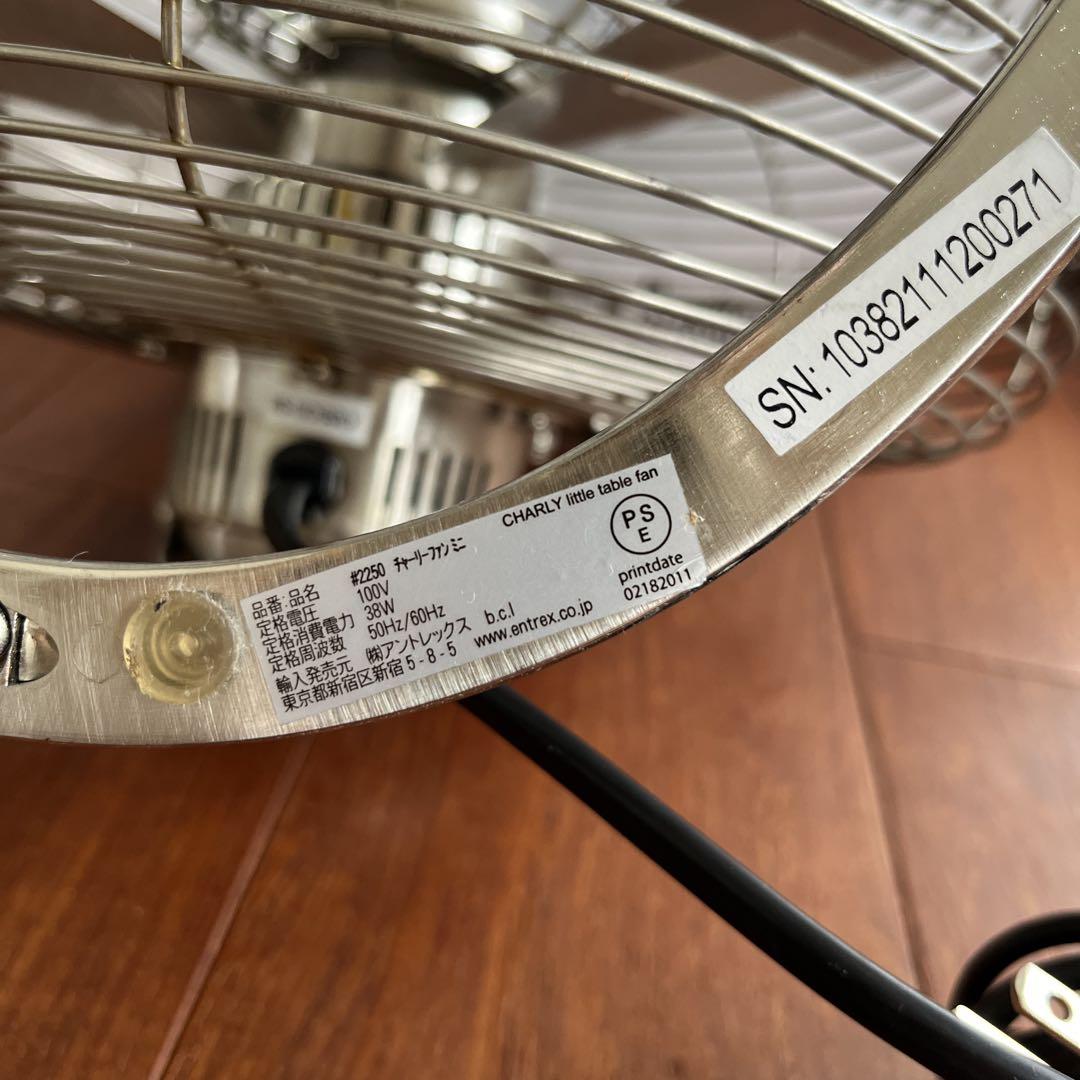 SN: 10382111200271
CHARLY little table fan
品番:品名 #2250 チャーリーファンミニ
定格電圧 100V
定格消費電力 38W
定格周波数 50Hz/60Hz
輸入発売元 ㈱アントレックス b.c.l
東京都新宿区新宿5-8-5 www.entrex.co.jp
PS
E
printdate
02182011